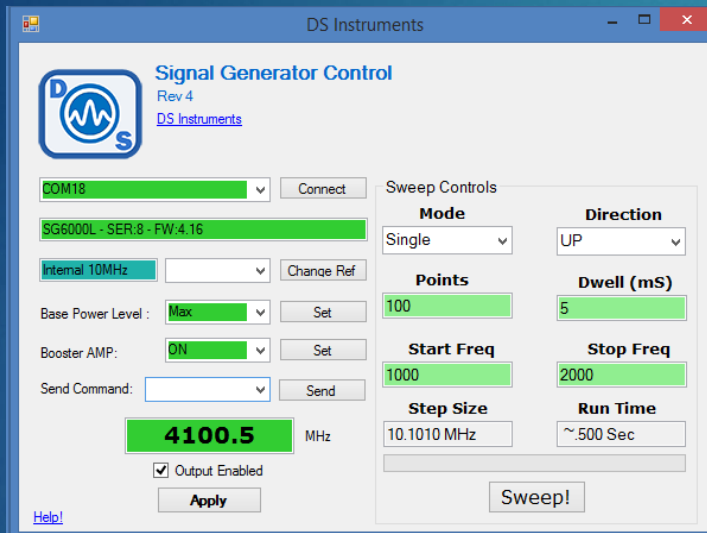 DS Instruments
D
S
Signal Generator Control
Rev 4
DS Instruments
COM18
Connect
SG6000L - SER:8 - FW:4.16
Internal 10MHz
Change Ref
Base Power Level :
Max
Set
Booster AMP:
ON
Set
Send Command:
Send
4100.5
MHz
Output Enabled
Apply
Help!
Sweep Controls
Mode
Direction
Single
UP
Points
Dwell (mS)
100
5
Start Freq
Stop Freq
1000
2000
Step Size
Run Time
10.1010 MHz
~.500 Sec
Sweep!